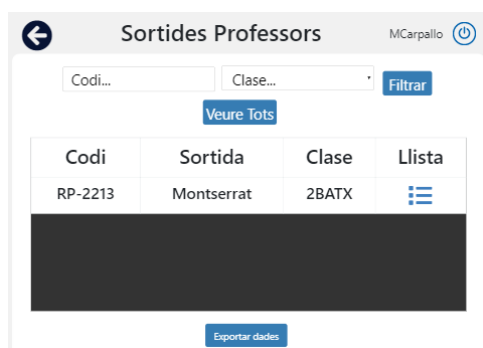 Sortides Professors MCarpallo
Codi... Clase... Filtrar
Veure Tots
Codi Sortida Clase Llista
RP-2213 Montserrat 2BATX
Exportar dades